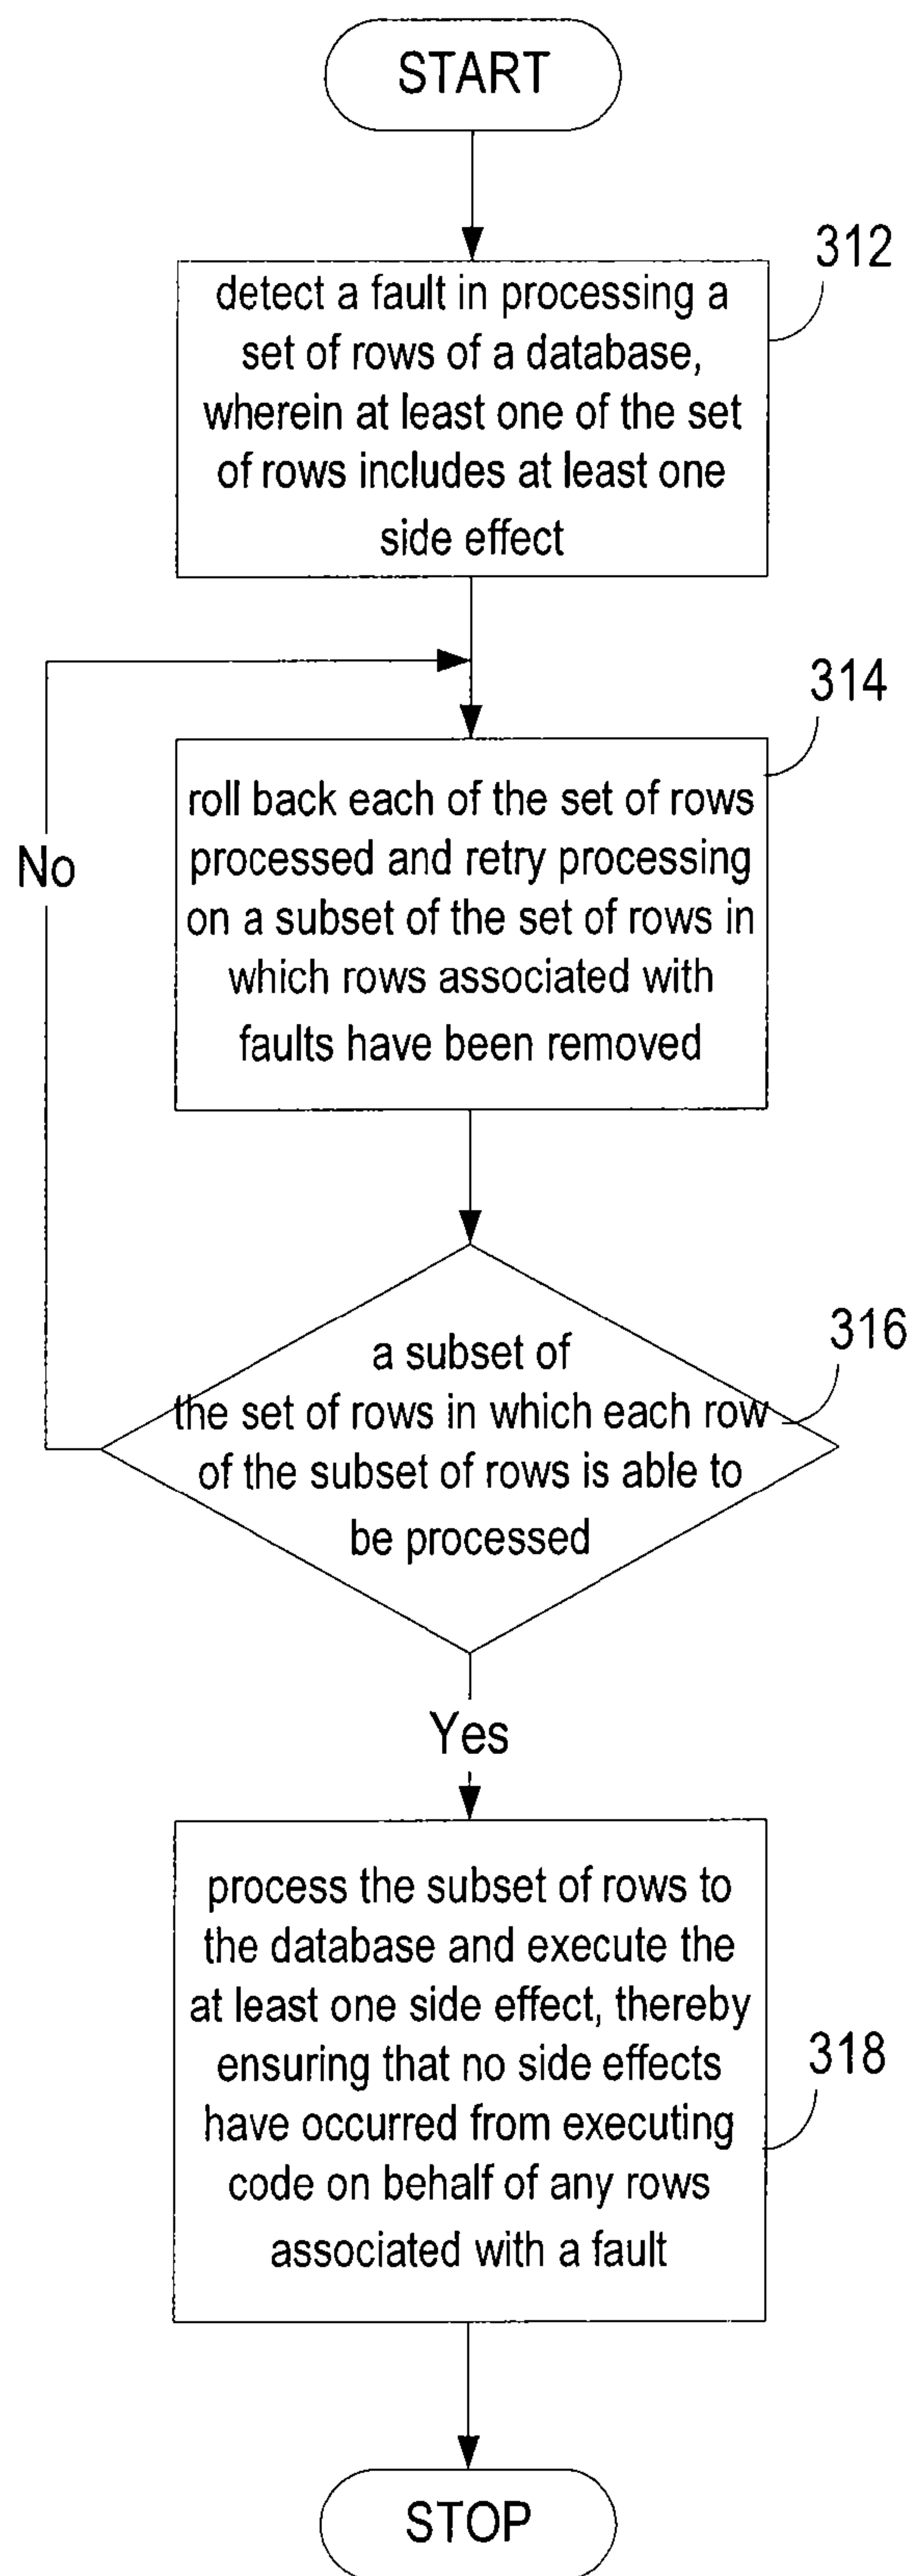 START
312
detect a fault in processing a
set of rows of a database,
wherein at least one of the set
of rows includes at least one
side effect
314
roll back each of the set of rows
processed and retry processing
on a subset of the set of rows in
which rows associated with
faults have been removed
No
316
a subset of
the set of rows in which each row
of the subset of rows is able to
be processed
Yes
process the subset of rows to
the database and execute the
at least one side effect, thereby
ensuring that no side effects
have occurred from executing
code on behalf of any rows
associated with a fault
318
STOP